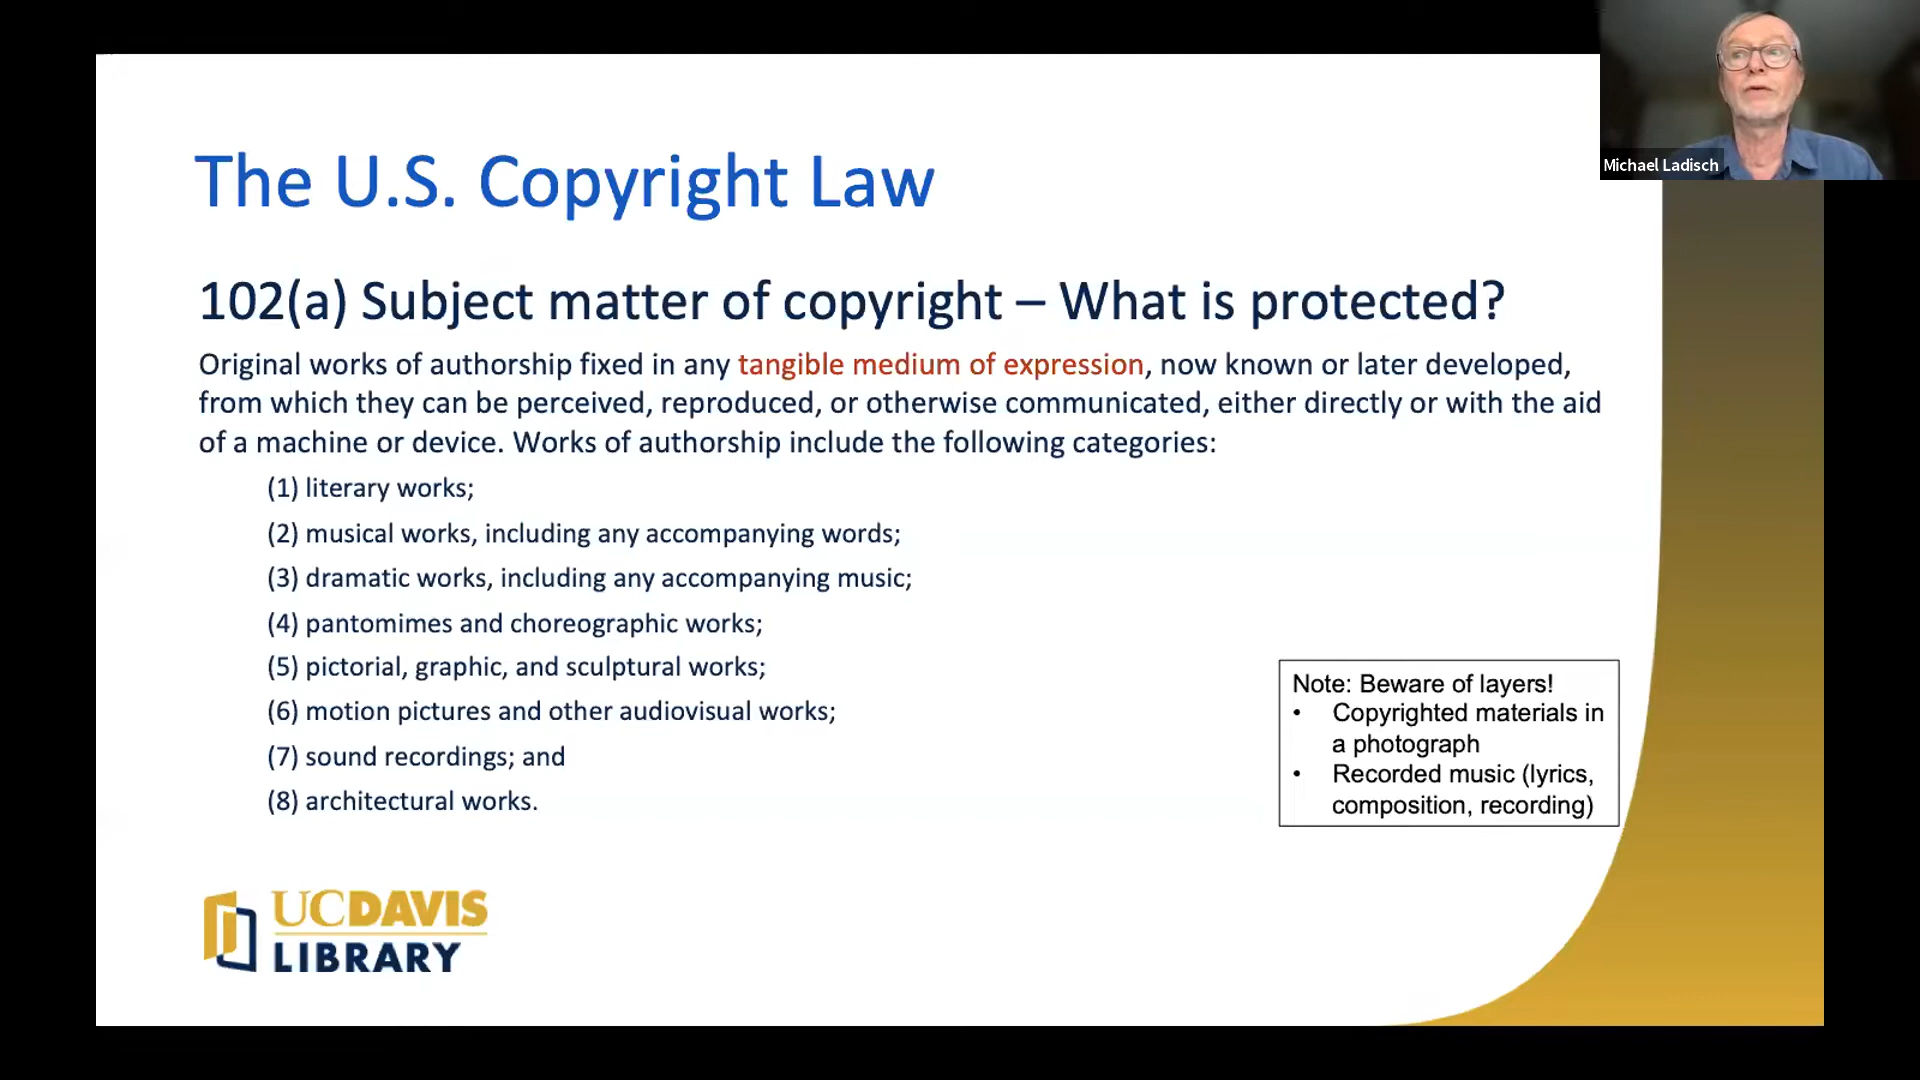 Michael Ladisch
The U.S. Copyright Law
102(a) Subject matter of copyright – What is protected?
Original works of authorship fixed in any tangible medium of expression, now known or later developed,
from which they can be perceived, reproduced, or otherwise communicated, either directly or with the aid
of a machine or device. Works of authorship include the following categories:
(1) literary works;
(2) musical works, including any accompanying words;
(3) dramatic works, including any accompanying music;
(4) pantomimes and choreographic works;
(5) pictorial, graphic, and sculptural works;
(6) motion pictures and other audiovisual works;
(7) sound recordings; and
(8) architectural works.
Note: Beware of layers!
• Copyrighted materials in
a photograph
• Recorded music (lyrics,
composition, recording)
UCDAVIS
LIBRARY